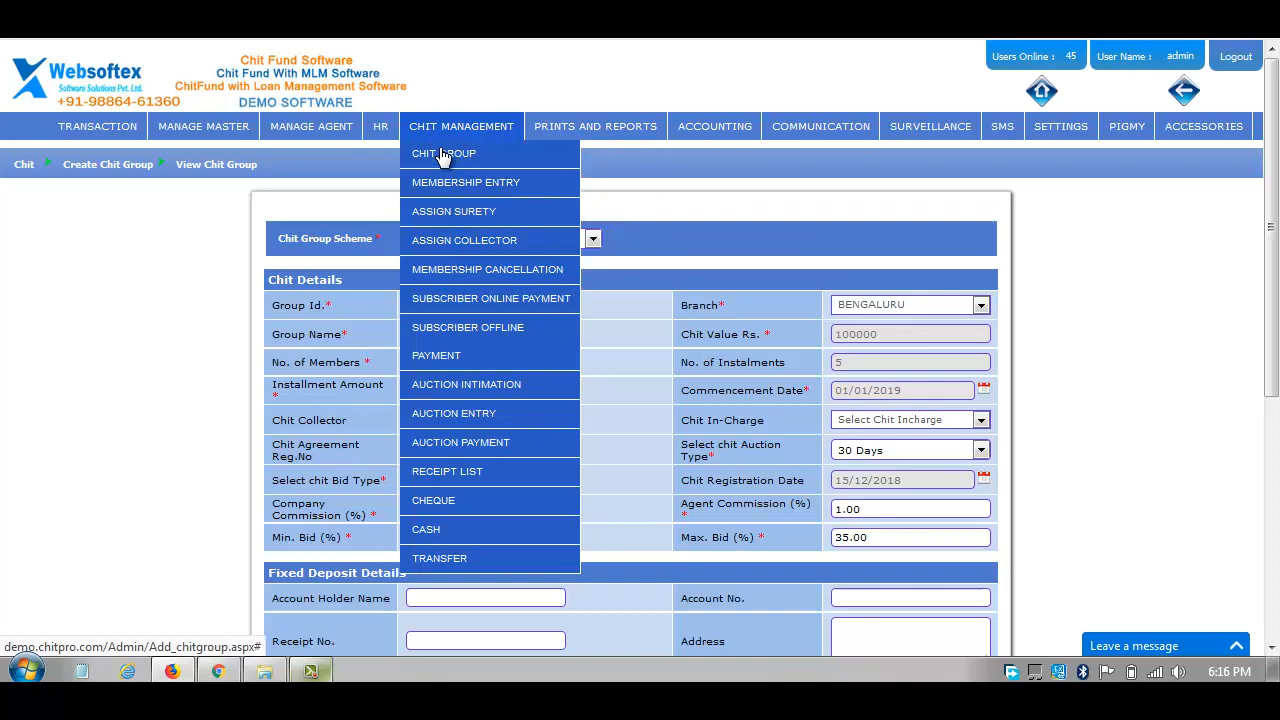 Websoftex
Software Solutions Pvt. Ltd.
+91-98864-61360
Chit Fund Software
Chit Fund With MLM Software
ChitFund with Loan Management Software
DEMO SOFTWARE
Users Online : 45
User Name : admin
Logout
TRANSACTION MANAGE MASTER MANAGE AGENT HR CHIT MANAGEMENT PRINTS AND REPORTS ACCOUNTING COMMUNICATION SURVEILLANCE SMS SETTINGS PIGMY ACCESSORIES
Chit Create Chit Group View Chit Group
CHIT GROUP
MEMBERSHIP ENTRY
ASSIGN SURETY
ASSIGN COLLECTOR
MEMBERSHIP CANCELLATION
SUBSCRIBER ONLINE PAYMENT
SUBSCRIBER OFFLINE
PAYMENT
AUCTION INTIMATION
AUCTION ENTRY
AUCTION PAYMENT
RECEIPT LIST
CHEQUE
CASH
TRANSFER
Chit Group Scheme *
Chit Details
Group Id.* Branch* BENGALURU
Group Name* Chit Value Rs. * 100000
No. of Members * No. of Instalments 5
Installment Amount
* Commencement Date* 01/01/2019
Chit Collector Chit In-Charge Select Chit Incharge
Chit Agreement
Reg.No Select chit Auction
Type* 30 Days
Select chit Bid Type* Chit Registration Date 15/12/2018
Company
Commission (%) * Agent Commission (%)
* 1.00
Min. Bid (%) * Max. Bid (%) * 35.00
Fixed Deposit Details
Account Holder Name Account No.
Receipt No. Address
demo.chitpro.com/Admin/Add_chitgroup.aspx#
Leave a message
6:16 PM